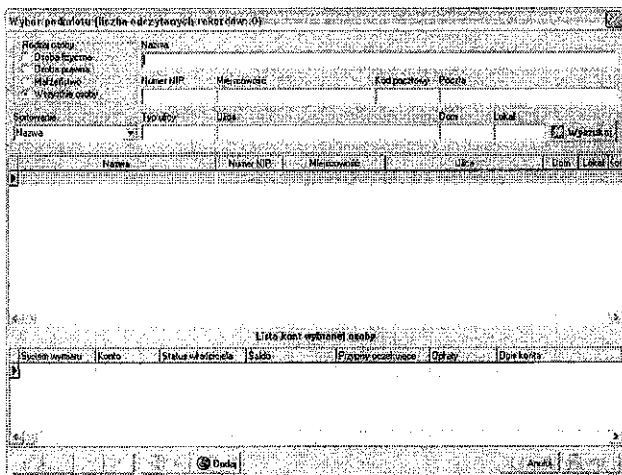 Wybór podmiotu (liczba odczytanych rekordów: 0)
Rodzaj osoby
Osoba fizyczna
Osoba prawna
Małżeństwo
Wszystkie osoby
Nazwa
Numer NIP Miejscowość Kod pocztowy Poczta
Sortowanie Typ ulicy Ulica Dom Lokal
Nazwa Wyszukaj
Nazwa Numer NIP Miejscowość Ulica Dom Lokal
Lista kont wybranej osoby
System wymiaru Konto Status właściciela Saldo Przypisy oczekujące Opłaty Opis konta
Dodaj Anuluj